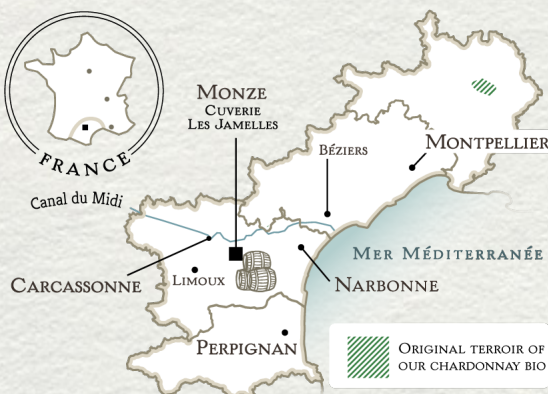 FRANCE
MONZE
CUVERIE
LES JAMELLES
BÉZIERS
MONTPELLIER
Canal du Midi
MER MÉDITERRANÉE
CARCASSONNE
LIMOUX
NARBONNE
PERPIGNAN
ORIGINAL TERROIR OF
OUR CHARDONNAY BIO